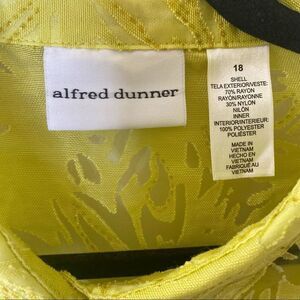 alfred dunner
18
SHELL
TELA EXTERIOR/VESTE:
70% RAYON
RAYÓN/RAYONNE
30% NYLON
NILÓN
INNER
INTERIOR/INTERIEUR:
100% POLYESTER
POLIÉSTER
MADE IN
VIETNAM
HECHO EN
VIETNAM
FABRIQUÉ AU
VIETNAM